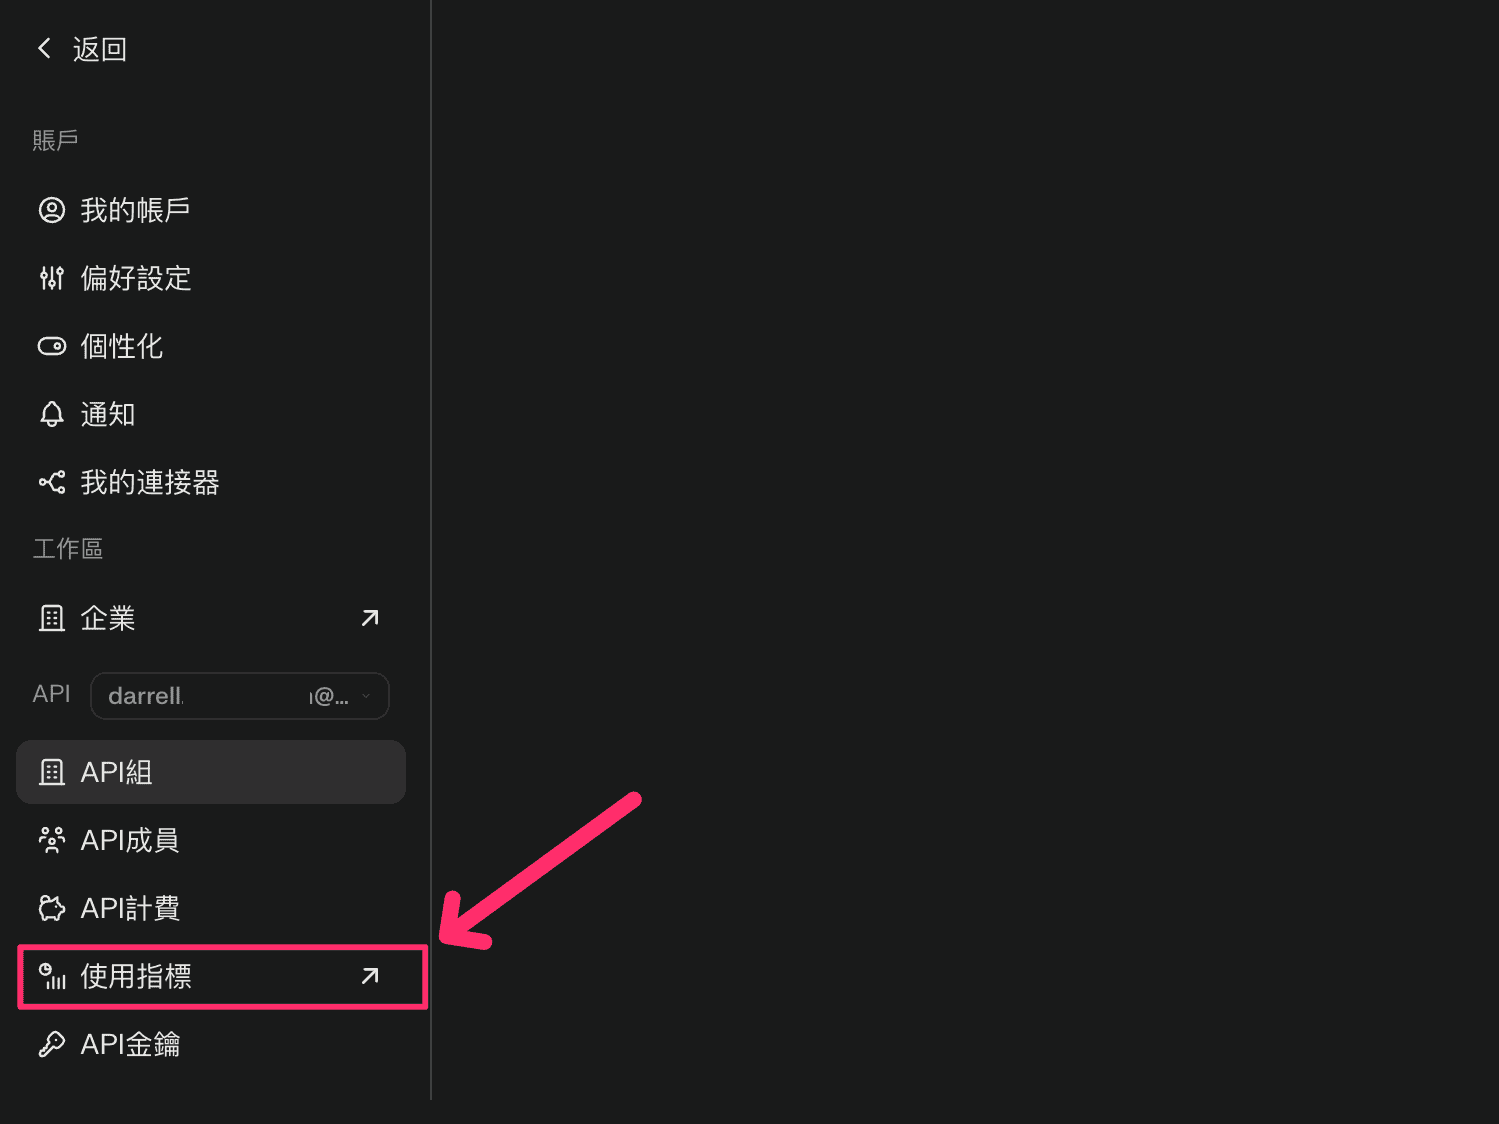 返回
賬戶
我的帳戶
偏好設定
個性化
通知
我的連接器
工作區
企業
API darrell. @...
API組
API成員
API計費
使用指標
API金鑰